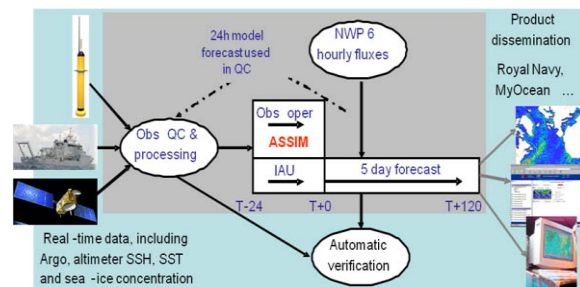 Product
dissemination
Royal Navy,
MyOcean ...
NWP 6
hourly fluxes
24h model
forecast used
in QC
Obs QC &
processing
Obs oper
ASSIM
IAU
5 day forecast
T-24
T+0
T+120
Automatic
verification
Real -time data, including
Argo, altimeter SSH, SST
and sea -ice concentration